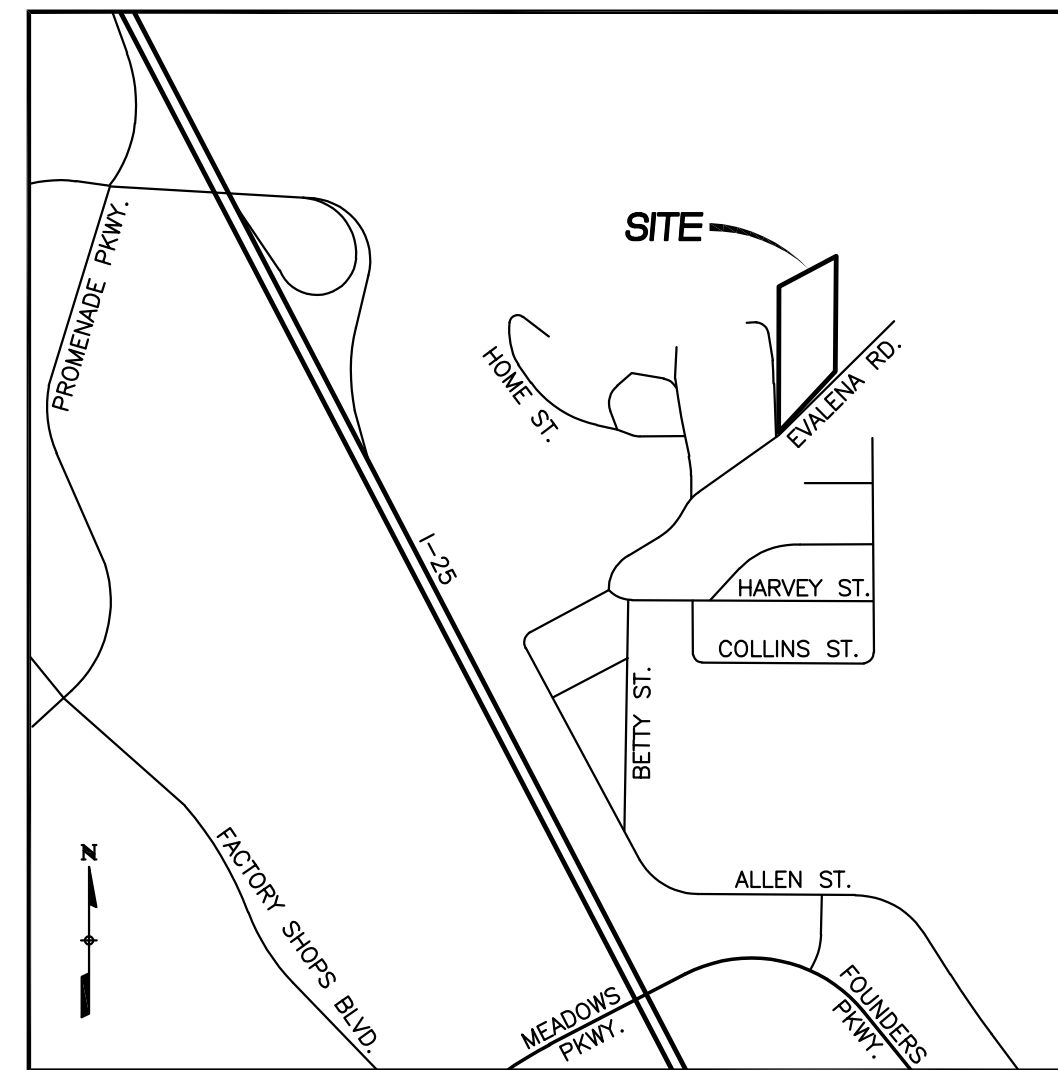 PROMENADE PKWY.
SITE
HOME ST.
EVALENA RD.
I-25
HARVEY ST.
COLLINS ST.
BETTY ST.
N
FACTORY SHOPS BLVD.
ALLEN ST.
MEADOWS
PKWY.
FOUNDERS
PKWY.